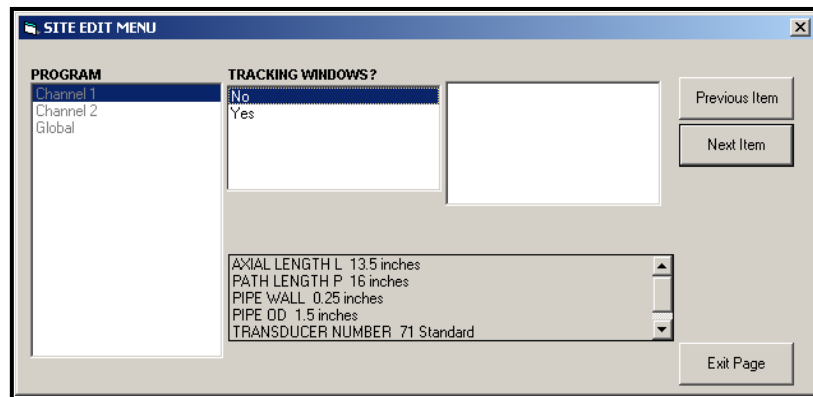 SITE EDIT MENU
PROGRAM
Channel 1
Channel 2
Global
TRACKING WINDOWS?
No
Yes
Previous Item
Next Item
AXIAL LENGTH L 13.5 inches
PATH LENGTH P 16 inches
PIPE WALL 0.25 inches
PIPE OD 1.5 inches
TRANSDUCER NUMBER 71 Standard
Exit Page